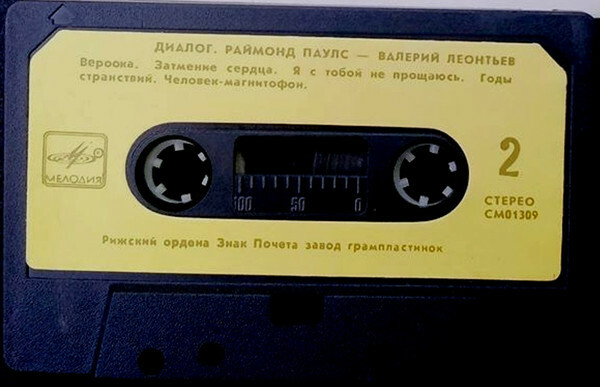 ДИАЛОГ. РАЙМОНД ПАУЛС — ВАЛЕРИЙ ЛЕОНТЬЕВ
Вероока. Затмение сердца. Я с тобой не прощаюсь. Годы
странствий. Человек-магнитофон.
2
МЕЛОДИЯ
100 50 0
СТЕРЕО
СМ01309
Рижский ордена Знак Почета завод грампластинок